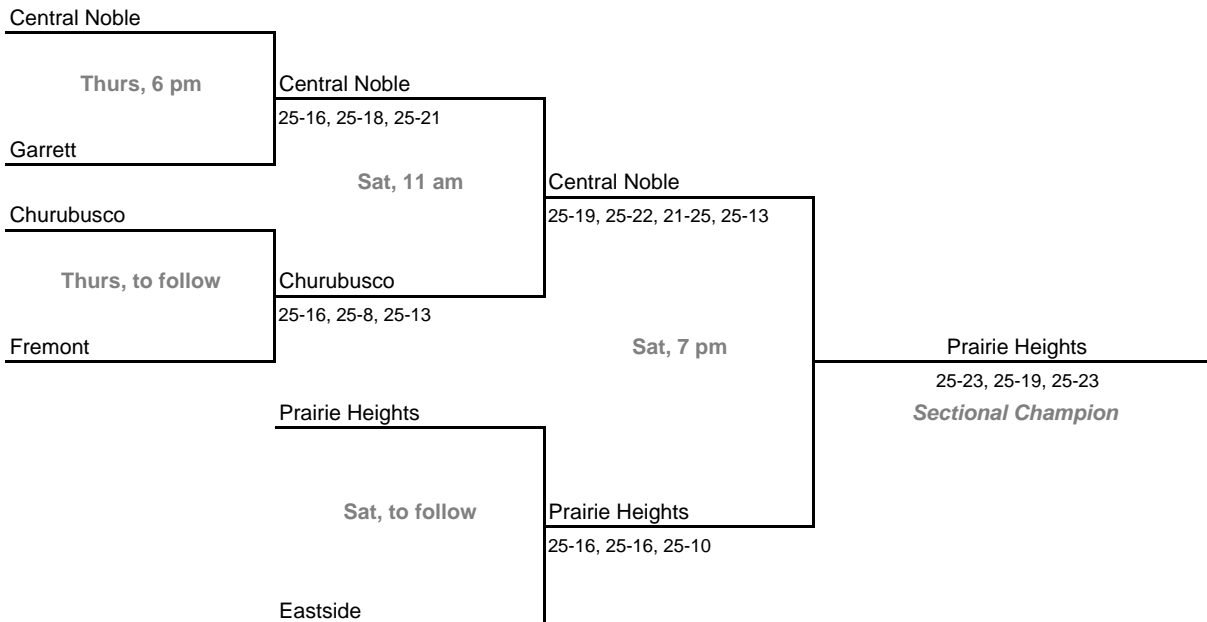 Central Noble
Thurs, 6 pm
Central Noble
25-16, 25-18, 25-21
Garrett
Sat, 11 am
Central Noble
Churubusco
25-19, 25-22, 21-25, 25-13
Thurs, to follow
Churubusco
25-16, 25-8, 25-13
Fremont
Sat, 7 pm
Prairie Heights
25-23, 25-19, 25-23
Prairie Heights
Sectional Champion
Sat, to follow
Prairie Heights
25-16, 25-16, 25-10
Eastside